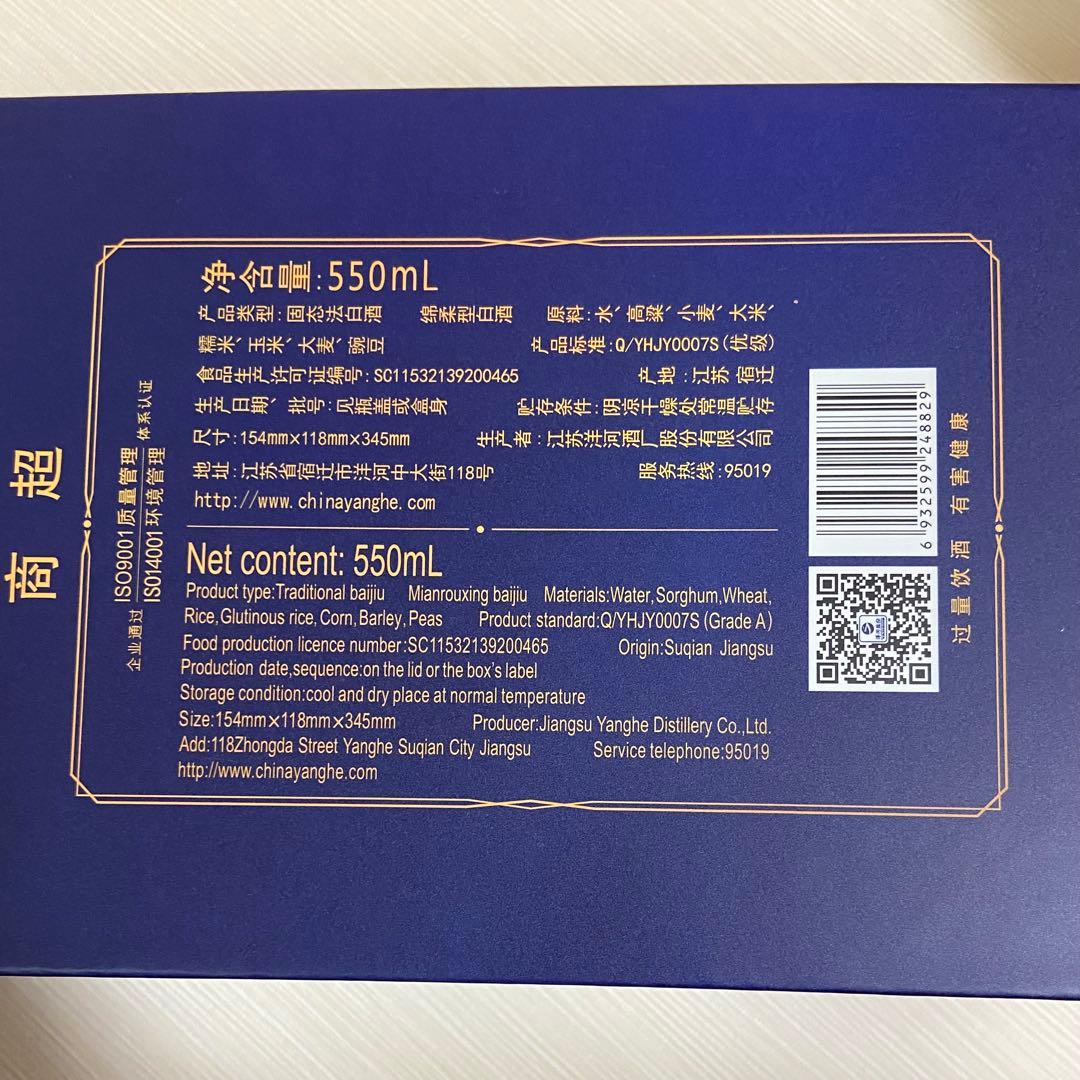 净含量:550mL
产品类型:固态法白酒 绵柔型白酒 原料:水、高粱、小麦、大米、
糯米、玉米、大麦、豌豆 产品标准:Q/YHJY0007S(优级)
食品生产许可证编号:SC11532139200465 产地:江苏 宿迁
生产日期、批号:见瓶盖或盒身 贮存条件:阴凉干燥处常温贮存
尺寸:154mm×118mm×345mm 生产者:江苏洋河酒厂股份有限公司
地址:江苏省宿迁市洋河中大街118号 服务热线:95019
http://www.chinayanghe.com
Net content: 550mL
Product type:Traditional baijiu Mianrouxing baijiu Materials:Water,Sorghum,Wheat,
Rice,Glutinous rice,Corn,Barley,Peas Product standard:Q/YHJY0007S(Grade A)
Food production licence number:SC11532139200465 Origin:Suqian Jiangsu
Production date,sequence:on the lid or the box's label
Storage condition:cool and dry place at normal temperature
Size:154mm×118mm×345mm Producer:Jiangsu Yanghe Distillery Co.,Ltd.
Add:118Zhongda Street Yanghe Suqian City Jiangsu Service telephone:95019
http://www.chinayanghe.com
商超
企业通过 ISO9001质量管理 体系认证
ISO14001环境管理
6932599248829
过量饮酒 有害健康